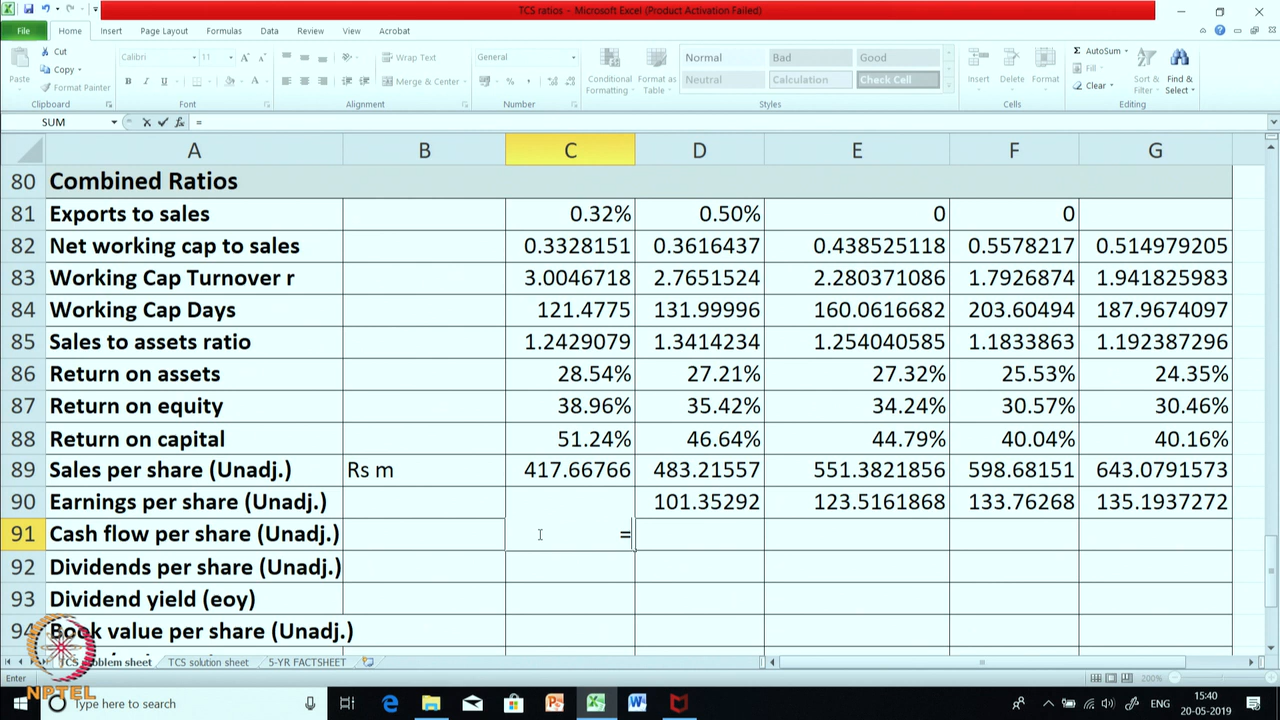 TCS ratios - Microsoft Excel (Product Activation Failed)
File Home Insert Page Layout Formulas Data Review View Acrobat
Paste
Cut
Copy
Format Painter
Clipboard
Calibri 11
B I U
Font
Wrap Text
Merge & Center
Alignment
General
Number
Conditional Formatting
Format as Table
Normal Bad Good
Neutral Calculation Check Cell
Styles
Insert Delete Format
Cells
AutoSum
Fill
Clear
Sort & Filter
Find & Select
Editing
SUM fx =
A B C D E F G
80 Combined Ratios
81 Exports to sales 0.32% 0.50% 0 0
82 Net working cap to sales 0.3328151 0.3616437 0.438525118 0.5578217 0.514979205
83 Working Cap Turnover r 3.0046718 2.7651524 2.280371086 1.7926874 1.941825983
84 Working Cap Days 121.4775 131.99996 160.0616682 203.60494 187.9674097
85 Sales to assets ratio 1.2429079 1.3414234 1.254040585 1.1833863 1.192387296
86 Return on assets 28.54% 27.21% 27.32% 25.53% 24.35%
87 Return on equity 38.96% 35.42% 34.24% 30.57% 30.46%
88 Return on capital 51.24% 46.64% 44.79% 40.04% 40.16%
89 Sales per share (Unadj.) Rs m 417.66766 483.21557 551.3821856 598.68151 643.0791573
90 Earnings per share (Unadj.) 101.35292 123.5161868 133.76268 135.1937272
91 Cash flow per share (Unadj.) =
92 Dividends per share (Unadj.)
93 Dividend yield (eoy)
94 Book value per share (Unadj.)
TCS problem sheet TCS solution sheet 5-YR FACTSHEET
Enter 200%
NPTEL
Type here to search
ENG
15:40
20-05-2019